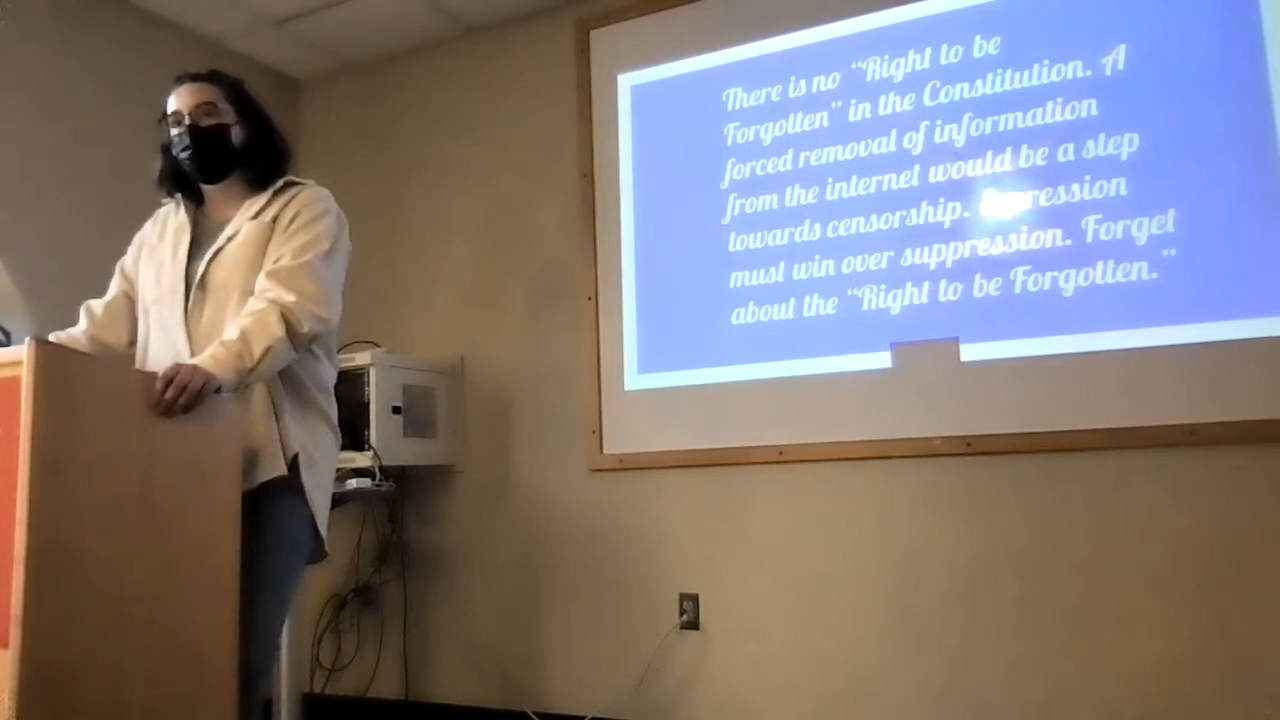 There is no “Right to be
Forgotten” in the Constitution. A
forced removal of information
from the internet would be a step
towards censorship.
must win over suppression. Forget
about the “Right to be Forgotten.”